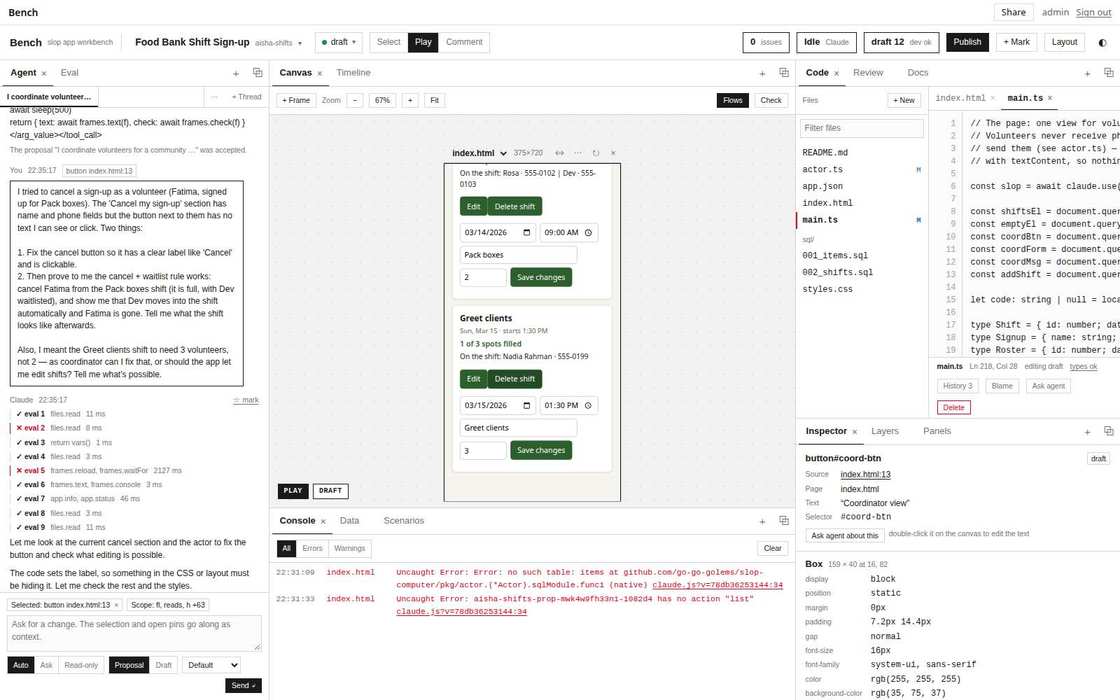 Bench
Share admin Sign out
Bench slop app workbench Food Bank Shift Sign-up aisha-shifts draft Select Play Comment 0 issues Idle Claude draft 12 dev ok Publish + Mark Layout
Agent × Eval +
I coordinate volunteer… ··· + Thread
await sleep(500)
return { text: await frames.text(f), check: await frames.check(f) }
</arg_value></tool_call>
The proposal "I coordinate volunteers for a community …" was accepted.
You 22:35:17 button index.html:13
I tried to cancel a sign-up as a volunteer (Fatima, signed
up for Pack boxes). The 'Cancel my sign-up' section has
name and phone fields but the button next to them has no
text I can see or click. Two things:
1. Fix the cancel button so it has a clear label like 'Cancel'
and is clickable.
2. Then prove to me the cancel + waitlist rule works:
cancel Fatima from the Pack boxes shift (it is full, with Dev
waitlisted), and show me that Dev moves into the shift
automatically and Fatima is gone. Tell me what the shift
looks like afterwards.
Also, I meant the Greet clients shift to need 3 volunteers,
not 2 — as coordinator can I fix that, or should the app let
me edit shifts? Tell me what's possible.
Claude 22:35:17 ☆ mark
✓ eval 1 files.read 11 ms
✕ eval 2 files.read 8 ms
✓ eval 3 return vars() 1 ms
✓ eval 4 files.read 3 ms
✕ eval 5 frames.reload, frames.waitFor 2127 ms
✓ eval 6 frames.text, frames.console 3 ms
✓ eval 7 app.info, app.status 46 ms
✓ eval 8 files.read 3 ms
✓ eval 9 files.read 11 ms
Let me look at the current cancel section and the actor to fix the
button and check what editing is possible.
The code sets the label, so something in the CSS or layout must
be hiding it. Let me check the rest and the styles.
Selected: button index.html:13 × Scope: fl, reads, h +63
Ask for a change. The selection and open pins go along as
context.
Auto Ask Read-only Proposal Draft Default
Send
Canvas × Timeline +
+ Frame Zoom − 67% + Fit Flows Check
index.html 375×720 ··· ×
On the shift: Rosa · 555-0102 | Dev · 555-
0103
Edit Delete shift
03/14/2026 09:00 AM
Pack boxes
2 Save changes
Greet clients
Sun, Mar 15 · starts 1:30 PM
1 of 3 spots filled
On the shift: Nadia Rahman · 555-0199
Edit Delete shift
03/15/2026 01:30 PM
Greet clients
3 Save changes
PLAY DRAFT
Console × Data Scenarios +
All Errors Warnings Clear
22:31:09 index.html Uncaught Error: Error: no such table: items at github.com/go-go-golems/slop-
computer/pkg/actor.(*Actor).sqlModule.func1 (native) claude.js?v=78db36253144:34
22:31:33 index.html Uncaught Error: aisha-shifts-prop-mwk4w9fh33n1-1082d4 has no action "list"
claude.js?v=78db36253144:34
Code × Review Docs +
Files + New
Filter files
README.md
actor.ts M
app.json
index.html
main.ts M
sql/
001_items.sql
002_shifts.sql
styles.css
index.html × main.ts ×
1 // The page: one view for volu
2 // Volunteers never receive ph
3 // send them (see actor.ts) —
4 // with textContent, so nothin
5
6 const slop = await claude.use(
7
8 const shiftsEl = document.quer
9 const emptyEl = document.query
10 const coordBtn = document.quer
11 const coordForm = document.que
12 const coordMsg = document.quer
13 const addShift = document.quer
14
15 let code: string | null = loca
16
17 type Shift = { id: number; dat
18 type Signup = { name: string;
19 type Roster = { id: number; da
main.ts Ln 218, Col 28 editing draft types ok
History 3 Blame Ask agent
Delete
Inspector × Layers Panels +
button#coord-btn draft
Source index.html:13
Page index.html
Text “Coordinator view”
Selector #coord-btn
Ask agent about this double-click it on the canvas to edit the text
Box 159 × 40 at 16, 82
display block
position static
margin 0px
padding 7.2px 14.4px
gap normal
font-size 16px
font-family system-ui, sans-serif
color rgb(255, 255, 255)
background-color rgb(35, 75, 37)